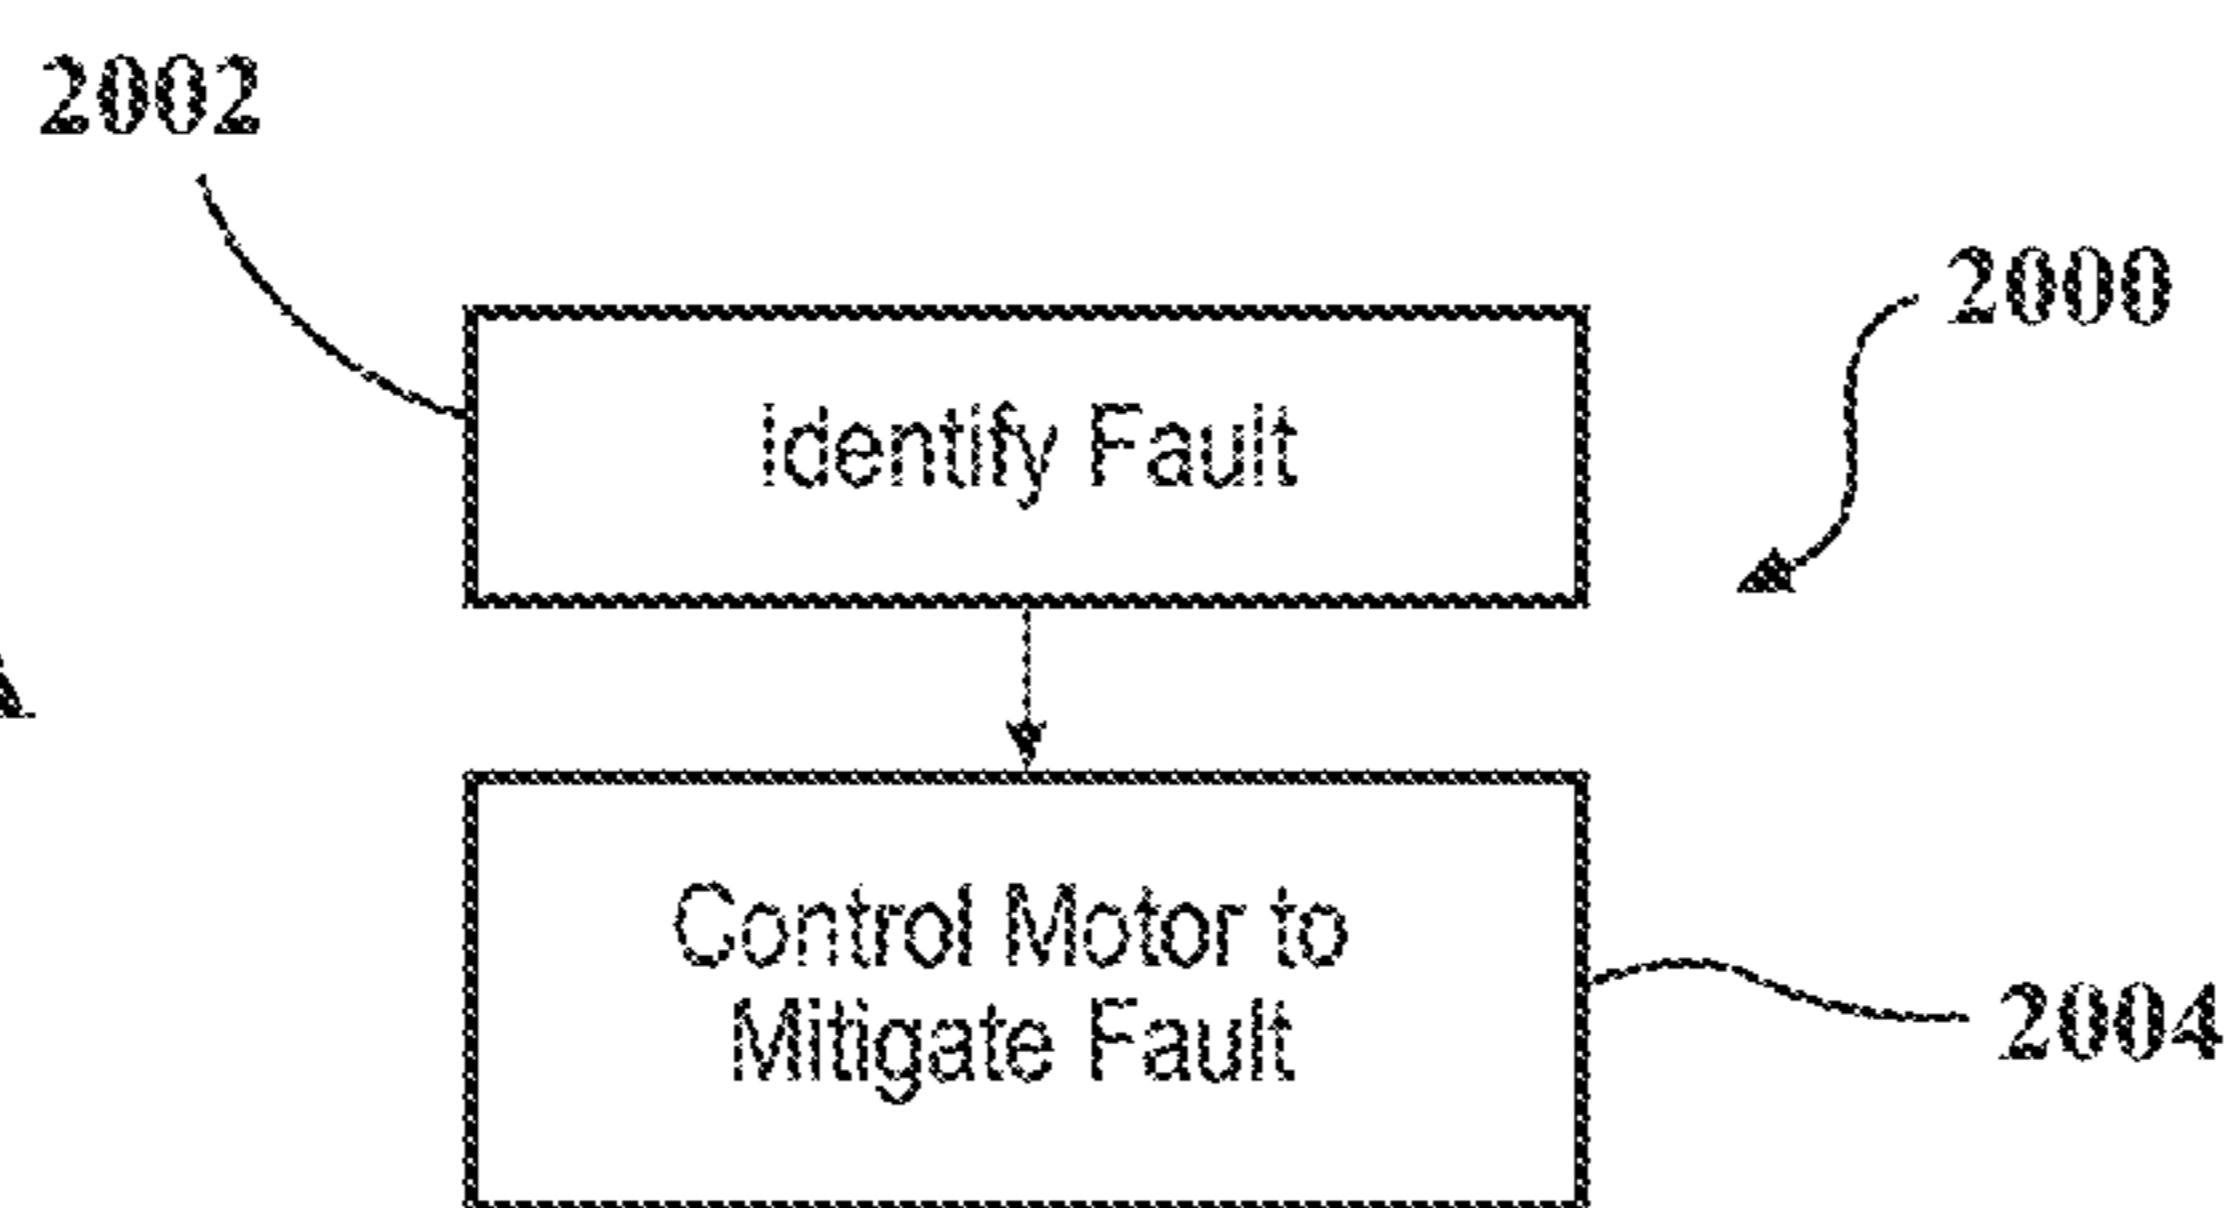 2002
2000
Identify Fault
Control Motor to
Mitigate Fault
2004